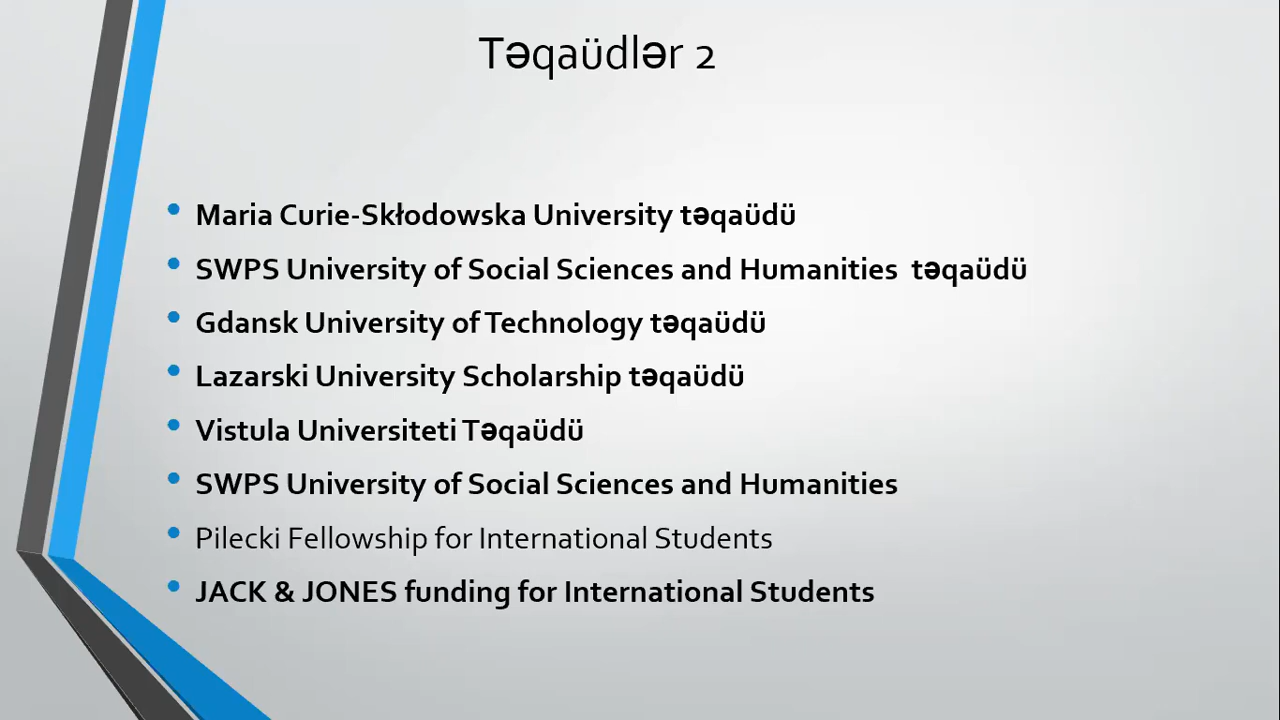 Təqaüdlər 2
• Maria Curie-Skłodowska University təqaüdü
• SWPS University of Social Sciences and Humanities təqaüdü
• Gdansk University of Technology təqaüdü
• Lazarski University Scholarship təqaüdü
• Vistula Universiteti Təqaüdü
• SWPS University of Social Sciences and Humanities
• Pilecki Fellowship for International Students
• JACK & JONES funding for International Students